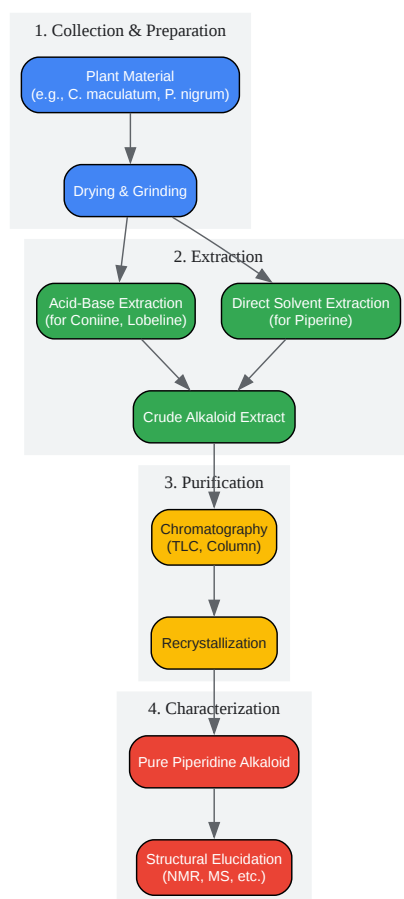 1. Collection & Preparation
Plant Material
(e.g., C. maculatum, P. nigrum)
Drying & Grinding
2. Extraction
Acid-Base Extraction
(for Coniine, Lobeline)
Direct Solvent Extraction
(for Piperine)
Crude Alkaloid Extract
3. Purification
Chromatography
(TLC, Column)
Recrystallization
4. Characterization
Pure Piperidine Alkaloid
Structural Elucidation
(NMR, MS, etc.)